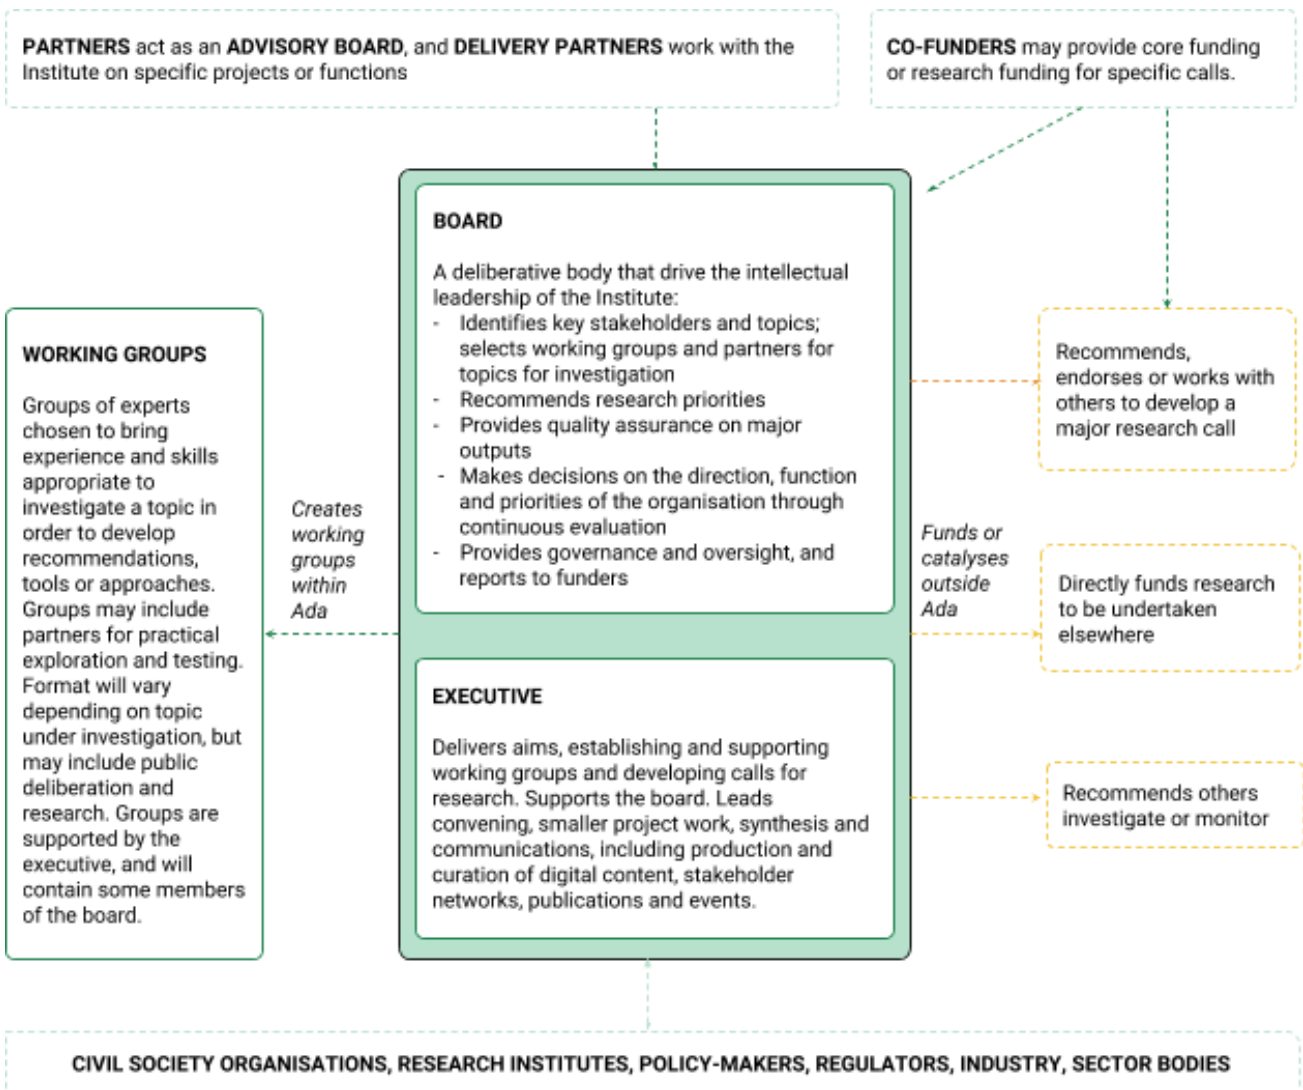 PARTNERS act as an ADVISORY BOARD, and DELIVERY PARTNERS work with the
Institute on specific projects or functions
CO-FUNDERS may provide core funding
or research funding for specific calls.
BOARD
A deliberative body that drive the intellectual
leadership of the Institute:
- Identifies key stakeholders and topics;
selects working groups and partners for
topics for investigation
- Recommends research priorities
- Provides quality assurance on major
outputs
- Makes decisions on the direction, function
and priorities of the organisation through
continuous evaluation
- Provides governance and oversight, and
reports to funders
WORKING GROUPS
Groups of experts
chosen to bring
experience and skills
appropriate to
investigate a topic in
order to develop
recommendations,
tools or approaches.
Groups may include
partners for practical
exploration and testing.
Format will vary
depending on topic
under investigation, but
may include public
deliberation and
research. Groups are
supported by the
executive, and will
contain some members
of the board.
Creates
working
groups
within
Ada
Funds or
catalyses
outside
Ada
Recommends,
endorses or works with
others to develop a
major research call
Directly funds research
to be undertaken
elsewhere
Recommends others
investigate or monitor
EXECUTIVE
Delivers aims, establishing and supporting
working groups and developing calls for
research. Supports the board. Leads
convening, smaller project work, synthesis and
communications, including production and
curation of digital content, stakeholder
networks, publications and events.
CIVIL SOCIETY ORGANISATIONS, RESEARCH INSTITUTES, POLICY-MAKERS, REGULATORS, INDUSTRY, SECTOR BODIES